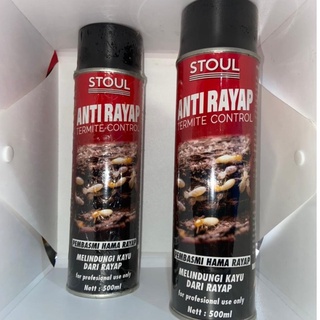 STOUL
ANTI RAYAP
TERMITE CONTROL
PEMBASMI HAMA RAYAP
MELINDUNGI KAYU
DARI RAYAP
for profesional use only
Nett : 500ml
STOUL
ANTI RAYAP
TERMITE CONTROL
PEMBASMI HAMA RAYAP
MELINDUNGI KAYU
DARI RAYAP
for profesional use only
Nett : 500ml